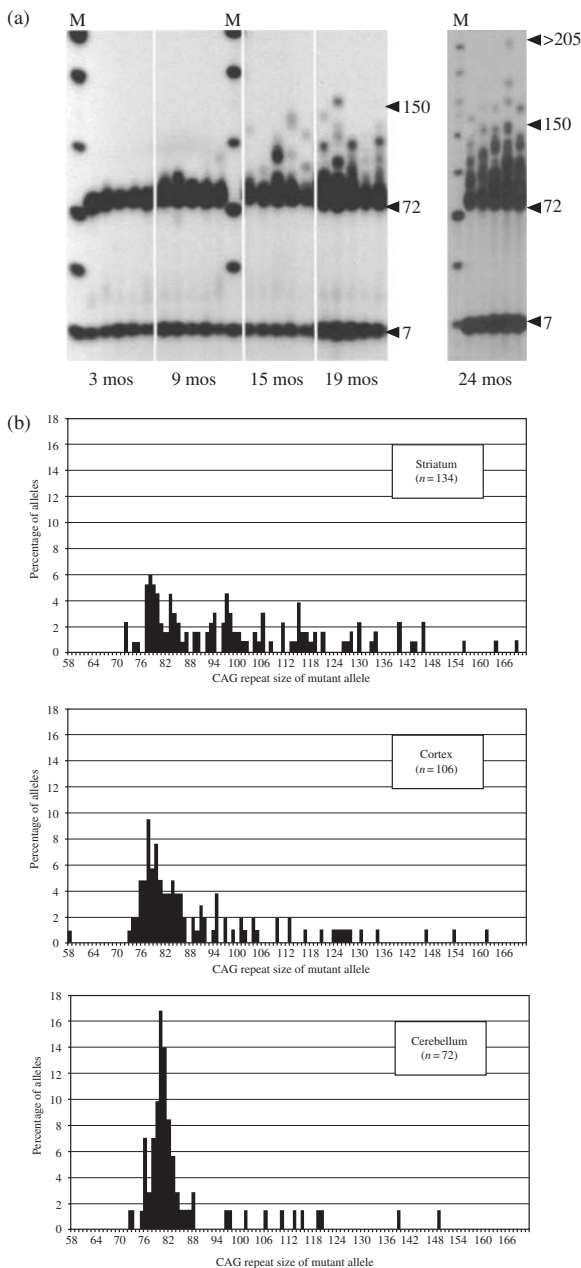 (a)
M M M
>205
150 150
72 72
7 7
3 mos 9 mos 15 mos 19 mos 24 mos
(b)
18
16
14
12
10
8
6
4
2
0
Percentage of alleles
Striatum
(n = 134)
58 64 70 76 82 88 94 100 106 112 118 124 130 136 142 148 154 160 166
CAG repeat size of mutant allele
18
16
14
12
10
8
6
4
2
0
Percentage of alleles
Cortex
(n = 106)
58 64 70 76 82 88 94 100 106 112 118 124 130 136 142 148 154 160 166
CAG repeat size of mutant allele
18
16
14
12
10
8
6
4
2
0
Percentage of alleles
Cerebellum
(n = 72)
58 64 70 76 82 88 94 100 106 112 118 124 130 136 142 148 154 160 166
CAG repeat size of mutant allele